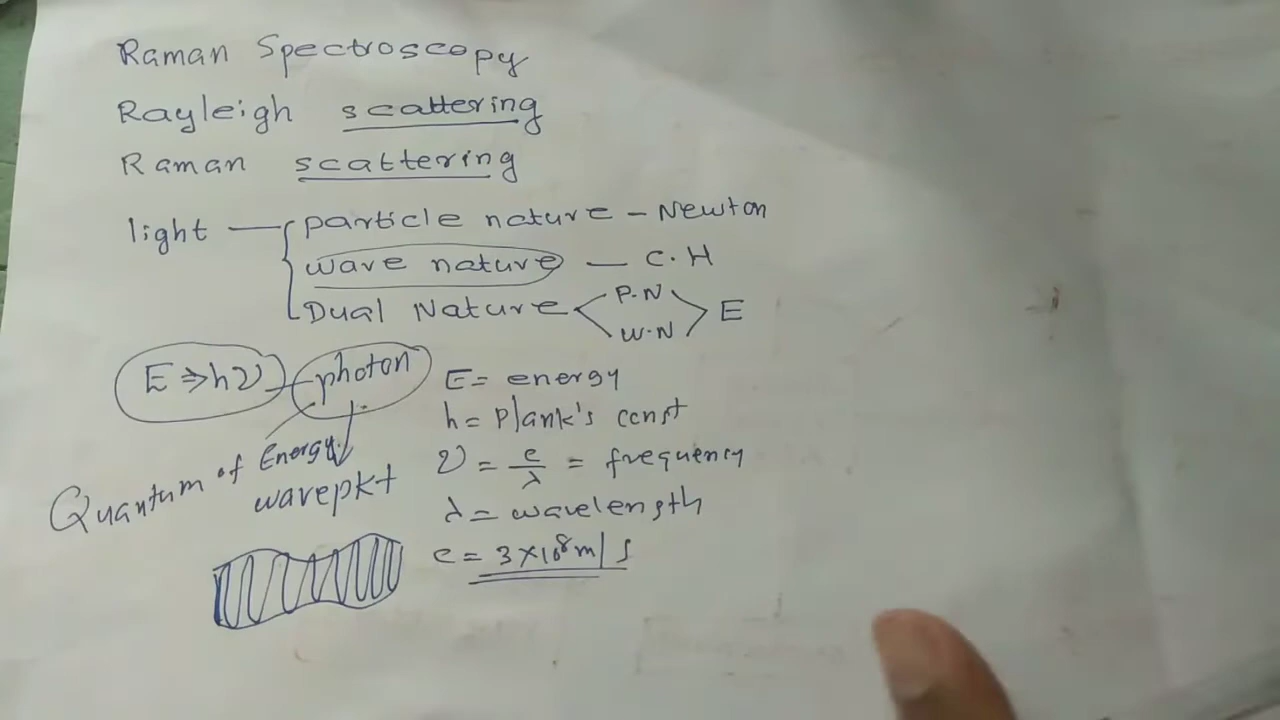 Raman Spectroscopy
Rayleigh scattering
Raman scattering
light — particle nature - Newton
wave nature — C.H
Dual Nature P.N W.N E
E ⇒ hν — photon
Quantum of Energy
wavepkt
E = energy
h = Plank's const
ν = c/λ = frequency
λ = wavelength
c = 3×10⁸ m/s